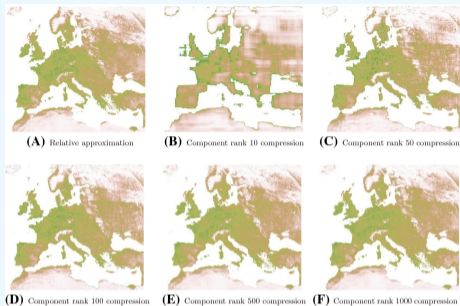 (A) Relative approximation
(B) Component rank 10 compression
(C) Component rank 50 compression
(D) Component rank 100 compression
(E) Component rank 500 compression
(F) Component rank 1000 compression